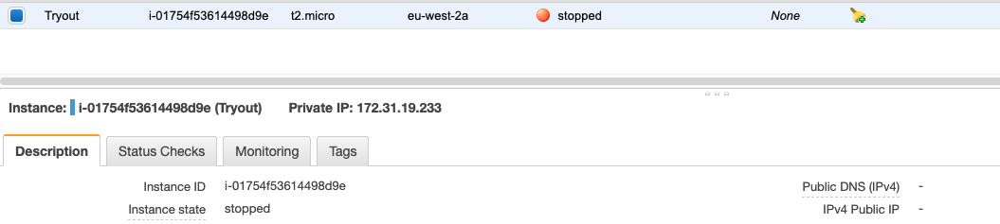 Tryout i-01754f53614498d9e t2.micro eu-west-2a stopped None
Instance: i-01754f53614498d9e (Tryout) Private IP: 172.31.19.233
Description Status Checks Monitoring Tags
Instance ID i-01754f53614498d9e Public DNS (IPv4) -
Instance state stopped IPv4 Public IP -